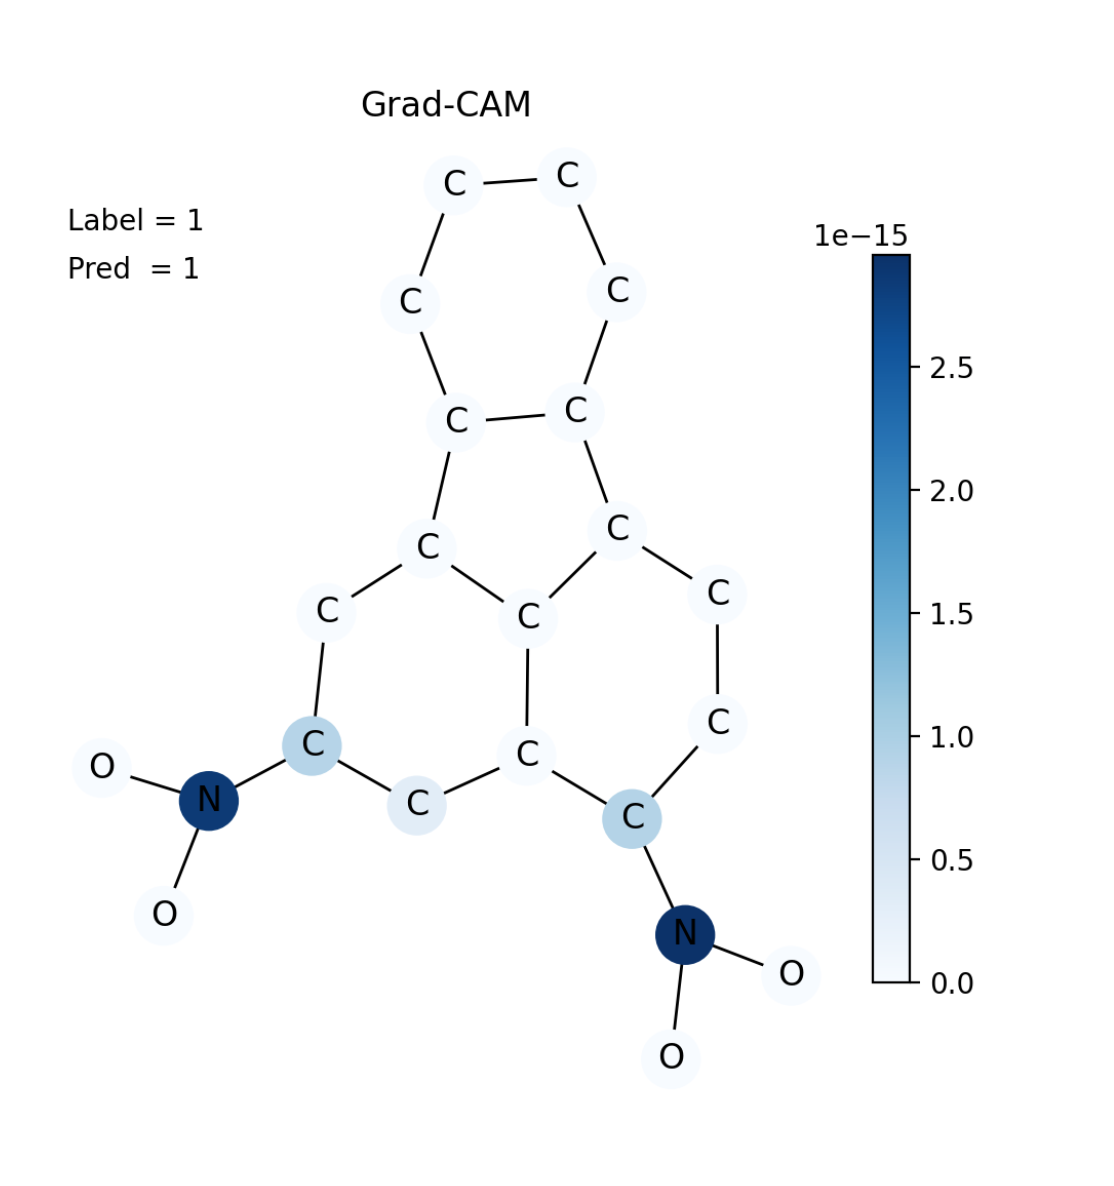 Grad-CAM
C C
Label = 1
1e−15
Pred  = 1
C C
2.5
C C
2.0
C C
C C C
1.5
C C
1.0
C C
O N C C
0.5
O N O
0.0
O